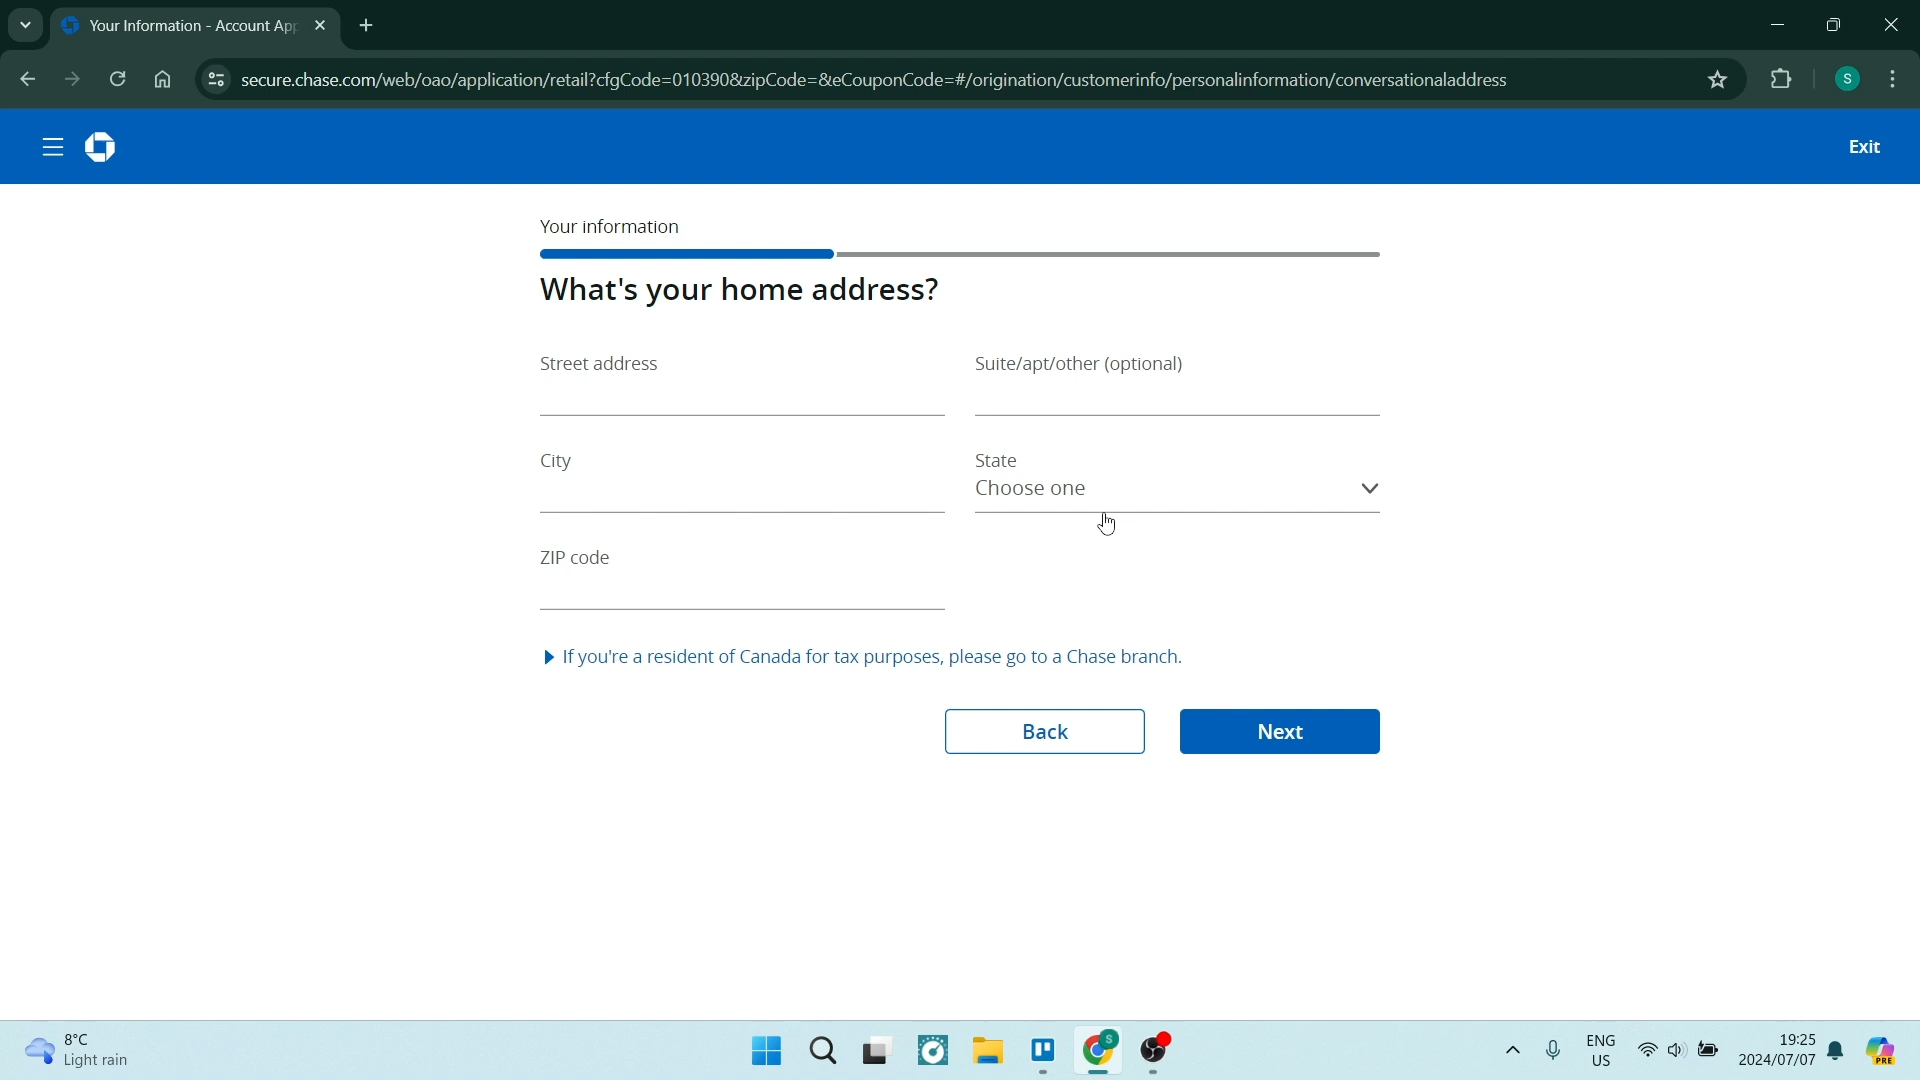 Your Information - Account App
secure.chase.com/web/oao/application/retail?cfgCode=010390&zipCode=&eCouponCode=#/origination/customerinfo/personalinformation/conversationaladdress
S
Exit
Your information
What's your home address?
Street address
Suite/apt/other (optional)
City
State
Choose one
ZIP code
If you're a resident of Canada for tax purposes, please go to a Chase branch.
Back
Next
8°C
Light rain
S
ENG
US
19:25
2024/07/07
PRE